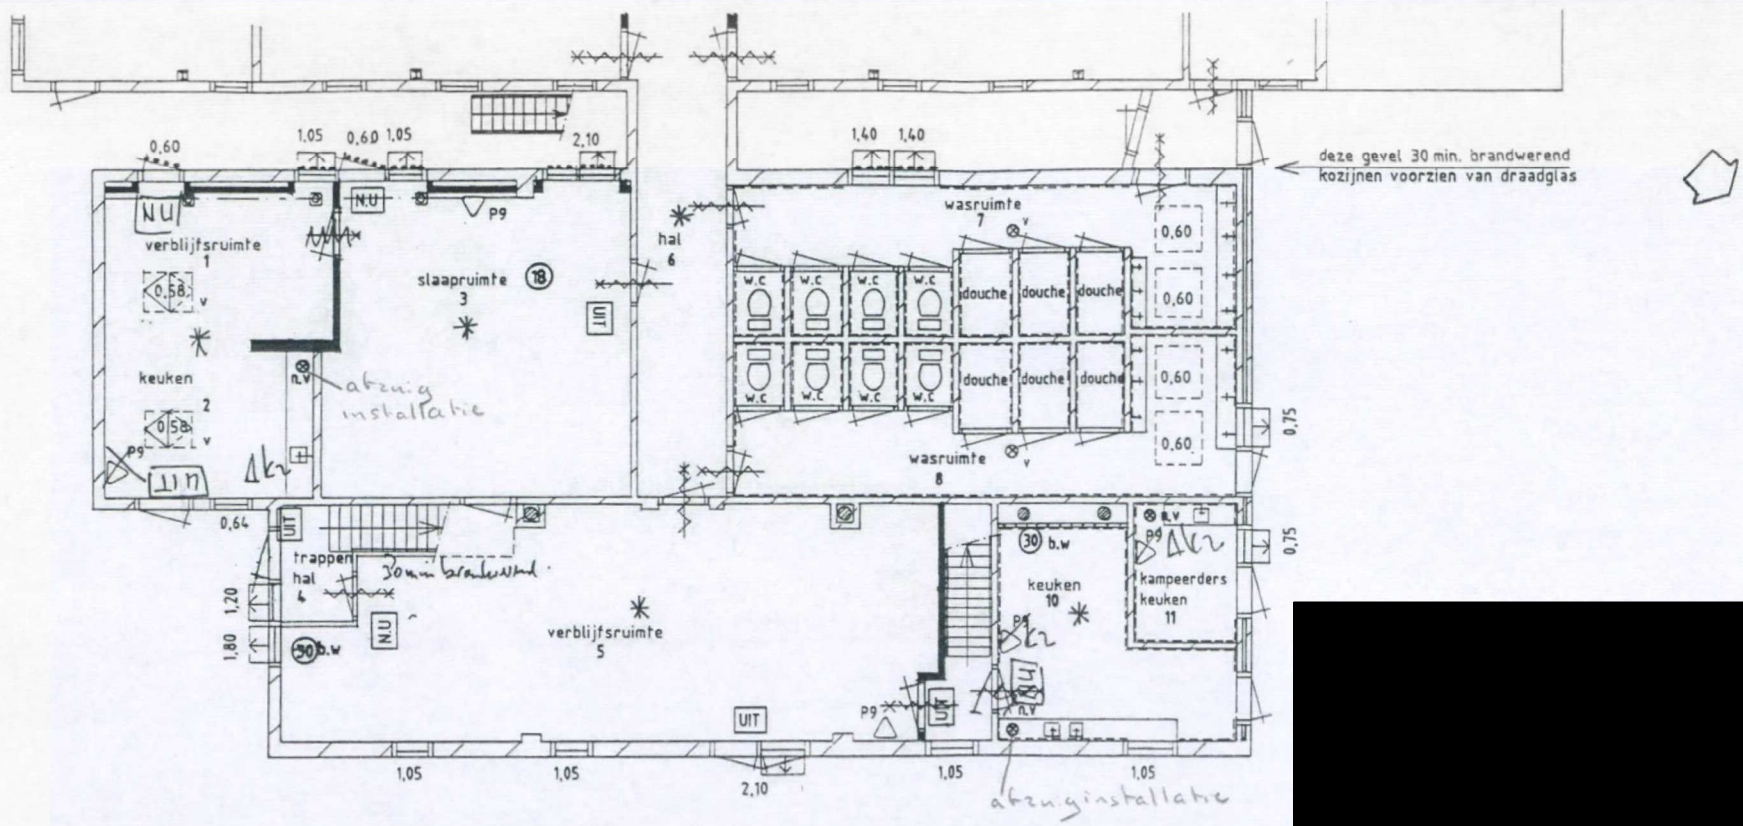 0,60
1,05
0,60
1,05
2,10
1,40
1,40
deze gevel 30 min. brandwerend
kozijnen voorzien van draadglas
N.U
N.U
P9
verblijfsruimte
1
0,58
v
slaapruimte
3
18
UIT
hal
6
wasruimte
7
v
0,60
0,60
w.c
w.c
w.c
w.c
douche
douche
douche
keuken
2
n.v
afzuig
installatie
0,58
v
P9
UIT
w.c
w.c
w.c
w.c
douche
douche
douche
0,60
0,60
wasruimte
8
v
0,75
0,64
UIT
trappen
hal
4
30 min brandwerend.
1,20
1,80
30 b.w
N.U
verblijfsruimte
5
UIT
P9
UIT
30 b.w
keuken
10
n.v
P9
kampeerders
keuken
11
0,75
P9
NU
n.v
1,05
1,05
2,10
1,05
1,05
afzuiginstallatie